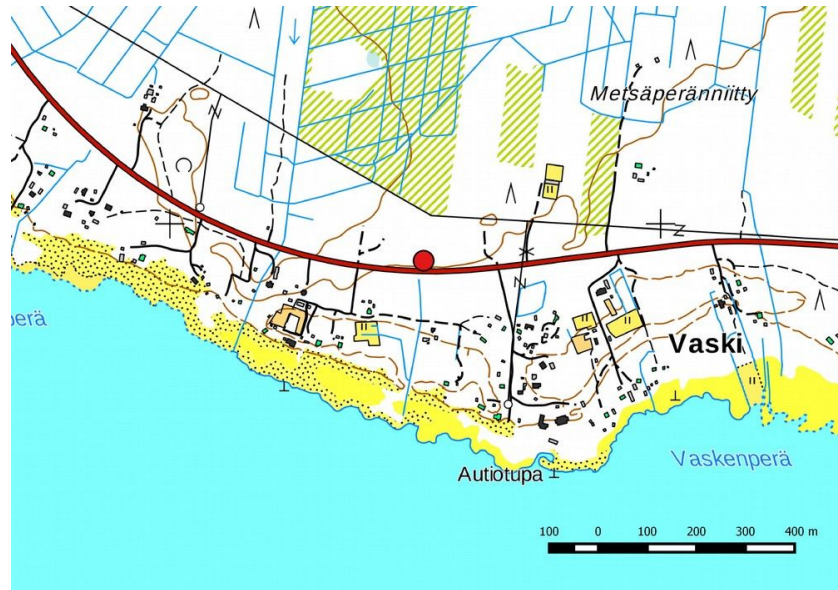 Metsäperänniitty
perä
Vaski
Vaskenperä
Autiotupa
100 0 100 200 300 400 m